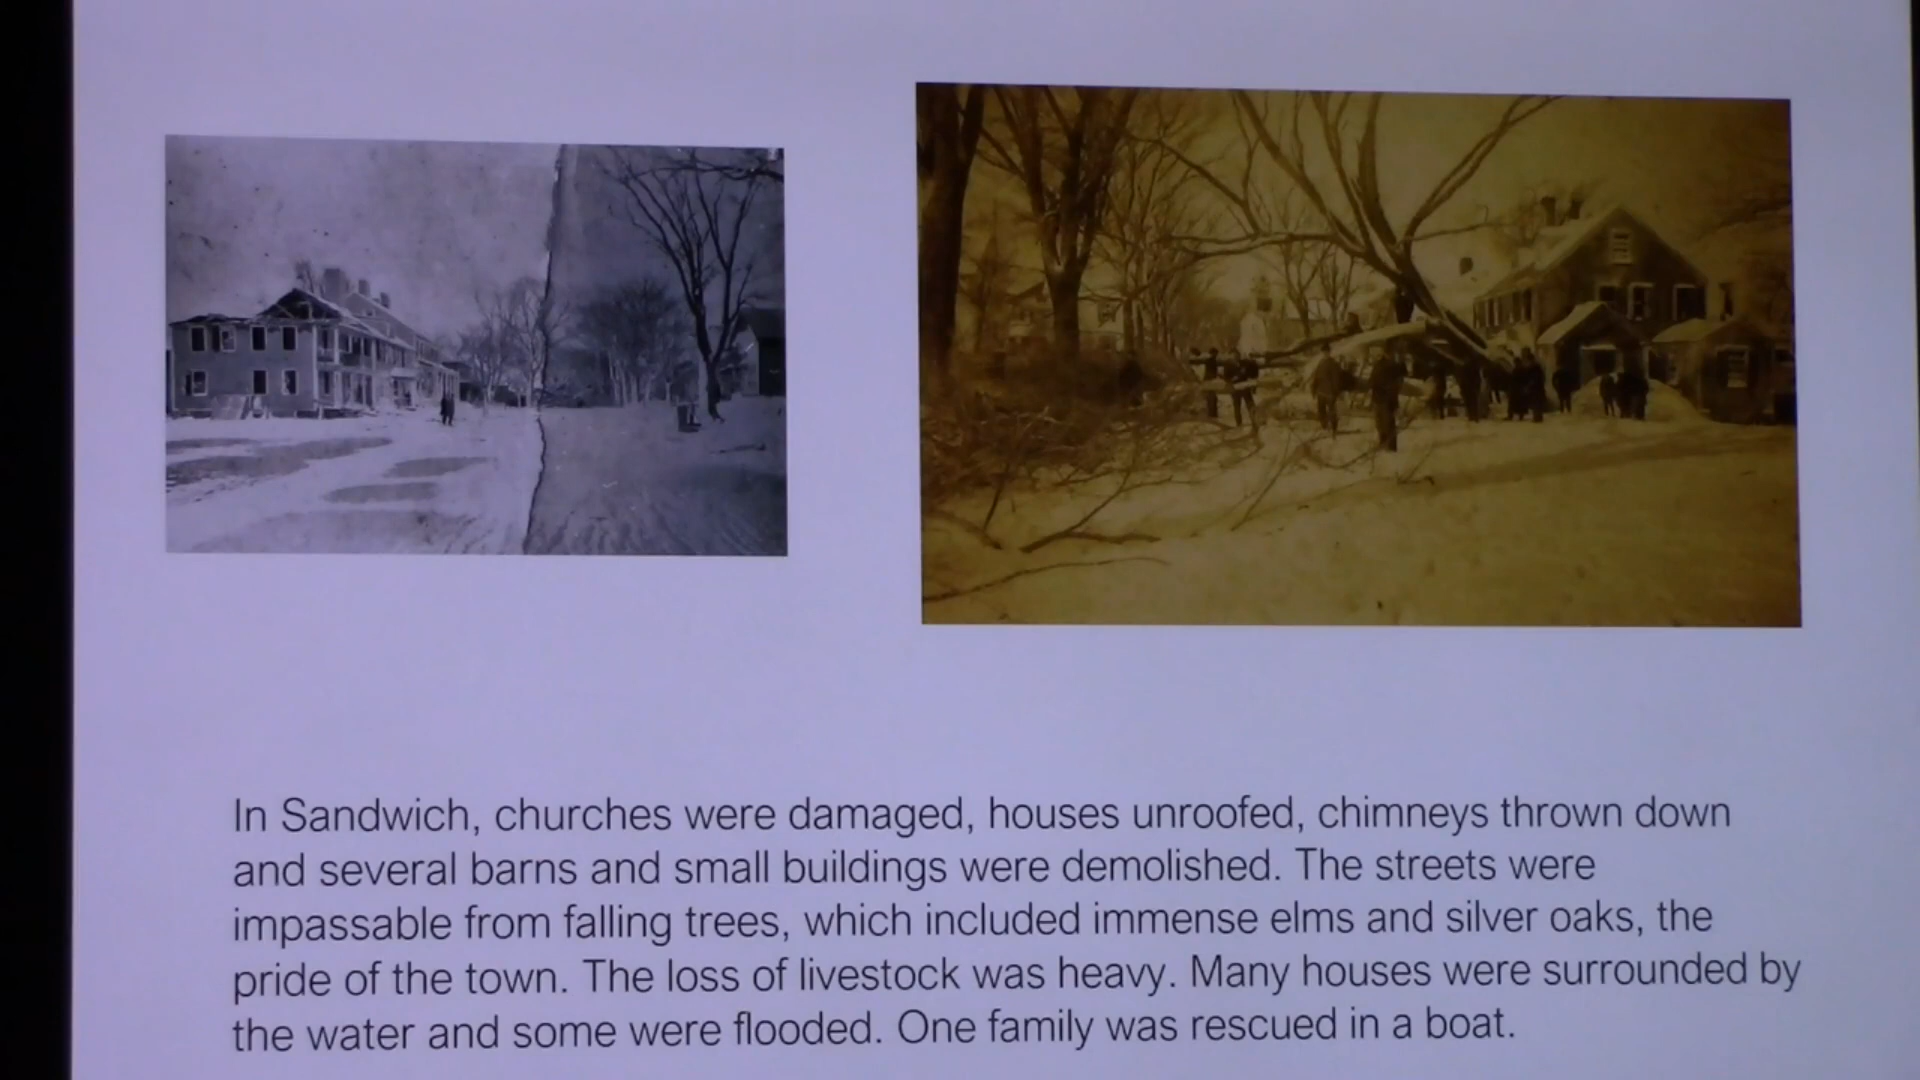 In Sandwich, churches were damaged, houses unroofed, chimneys thrown down
and several barns and small buildings were demolished. The streets were
impassable from falling trees, which included immense elms and silver oaks, the
pride of the town. The loss of livestock was heavy. Many houses were surrounded by
the water and some were flooded. One family was rescued in a boat.